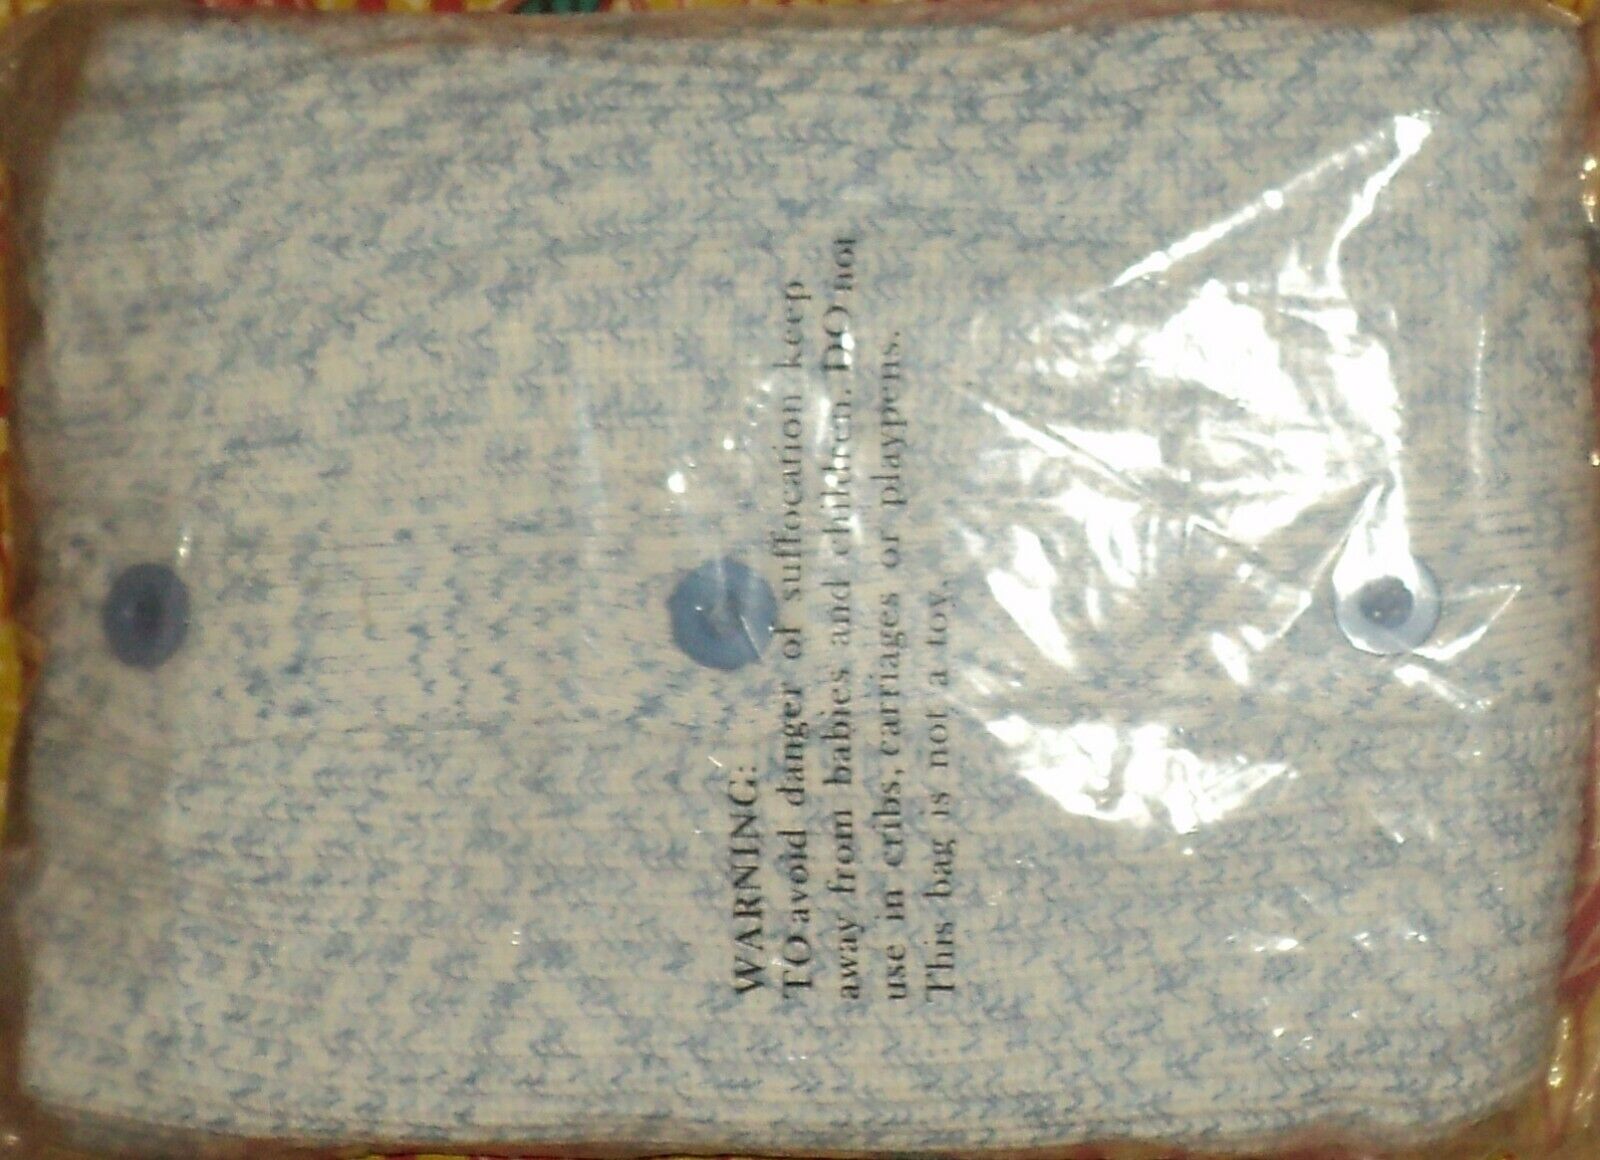 WARNING:
TO avoid danger of suffocation keep
away from babies and children. DO not
use in cribs, carriages or playpens.
This bag is not a toy.